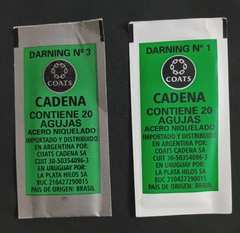 DARNING Nº 3
COATS
CADENA
CONTIENE 20
AGUJAS
ACERO NIQUELADO
IMPORTADO Y DISTRIBUIDO
EN ARGENTINA POR:
COATS CADENA SA
CUIT 30-50354096-3
EN URUGUAY POR:
LA PLATA HILOS SA
BUC 210427290015
PAIS DE ORIGEN: BRASIL
DARNING Nº 1
COATS
CADENA
CONTIENE 20
AGUJAS
ACERO NIQUELADO
IMPORTADO Y DISTRIBUIDO
EN ARGENTINA POR:
COATS CADENA SA
CUIT 30-50354096-3
EN URUGUAY POR:
LA PLATA HILOS SA
BUC 210427290015
PAIS DE ORIGEN: BRASIL